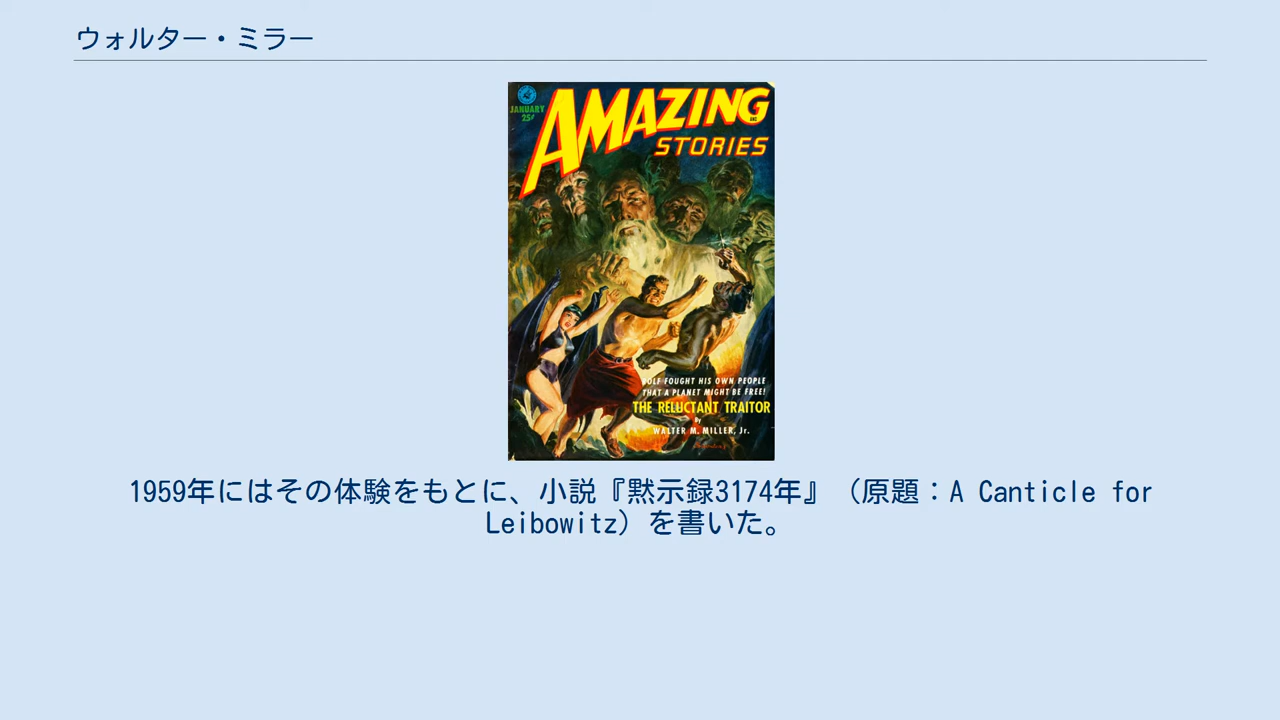 ウォルター・ミラー
JANUARY
25¢
AMAZING
AND
STORIES
ROLF FOUGHT HIS OWN PEOPLE
THAT A PLANET MIGHT BE FREE!
THE RELUCTANT TRAITOR
By
WALTER M. MILLER, Jr.
1959年にはその体験をもとに、小説『黙示録3174年』（原題：A Canticle for
Leibowitz）を書いた。